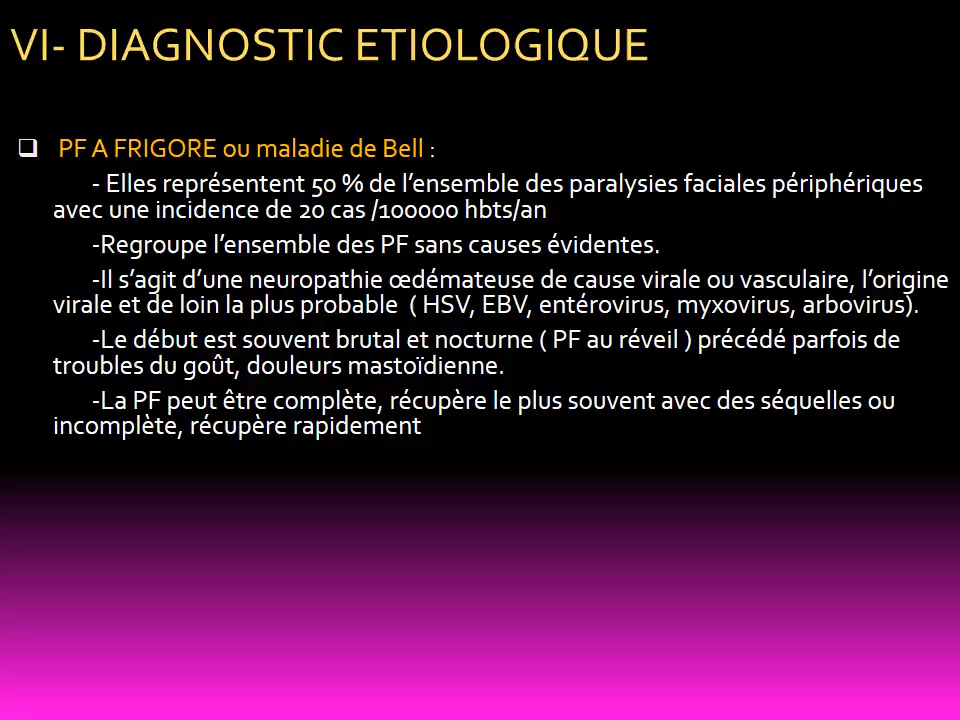 VI- DIAGNOSTIC ETIOLOGIQUE
PF A FRIGORE ou maladie de Bell :
- Elles représentent 50 % de l’ensemble des paralysies faciales périphériques
avec une incidence de 20 cas /100000 hbts/an
-Regroupe l’ensemble des PF sans causes évidentes.
-Il s’agit d’une neuropathie œdémateuse de cause virale ou vasculaire, l’origine
virale et de loin la plus probable ( HSV, EBV, entérovirus, myxovirus, arbovirus).
-Le début est souvent brutal et nocturne ( PF au réveil ) précédé parfois de
troubles du goût, douleurs mastoïdienne.
-La PF peut être complète, récupère le plus souvent avec des séquelles ou
incomplète, récupère rapidement